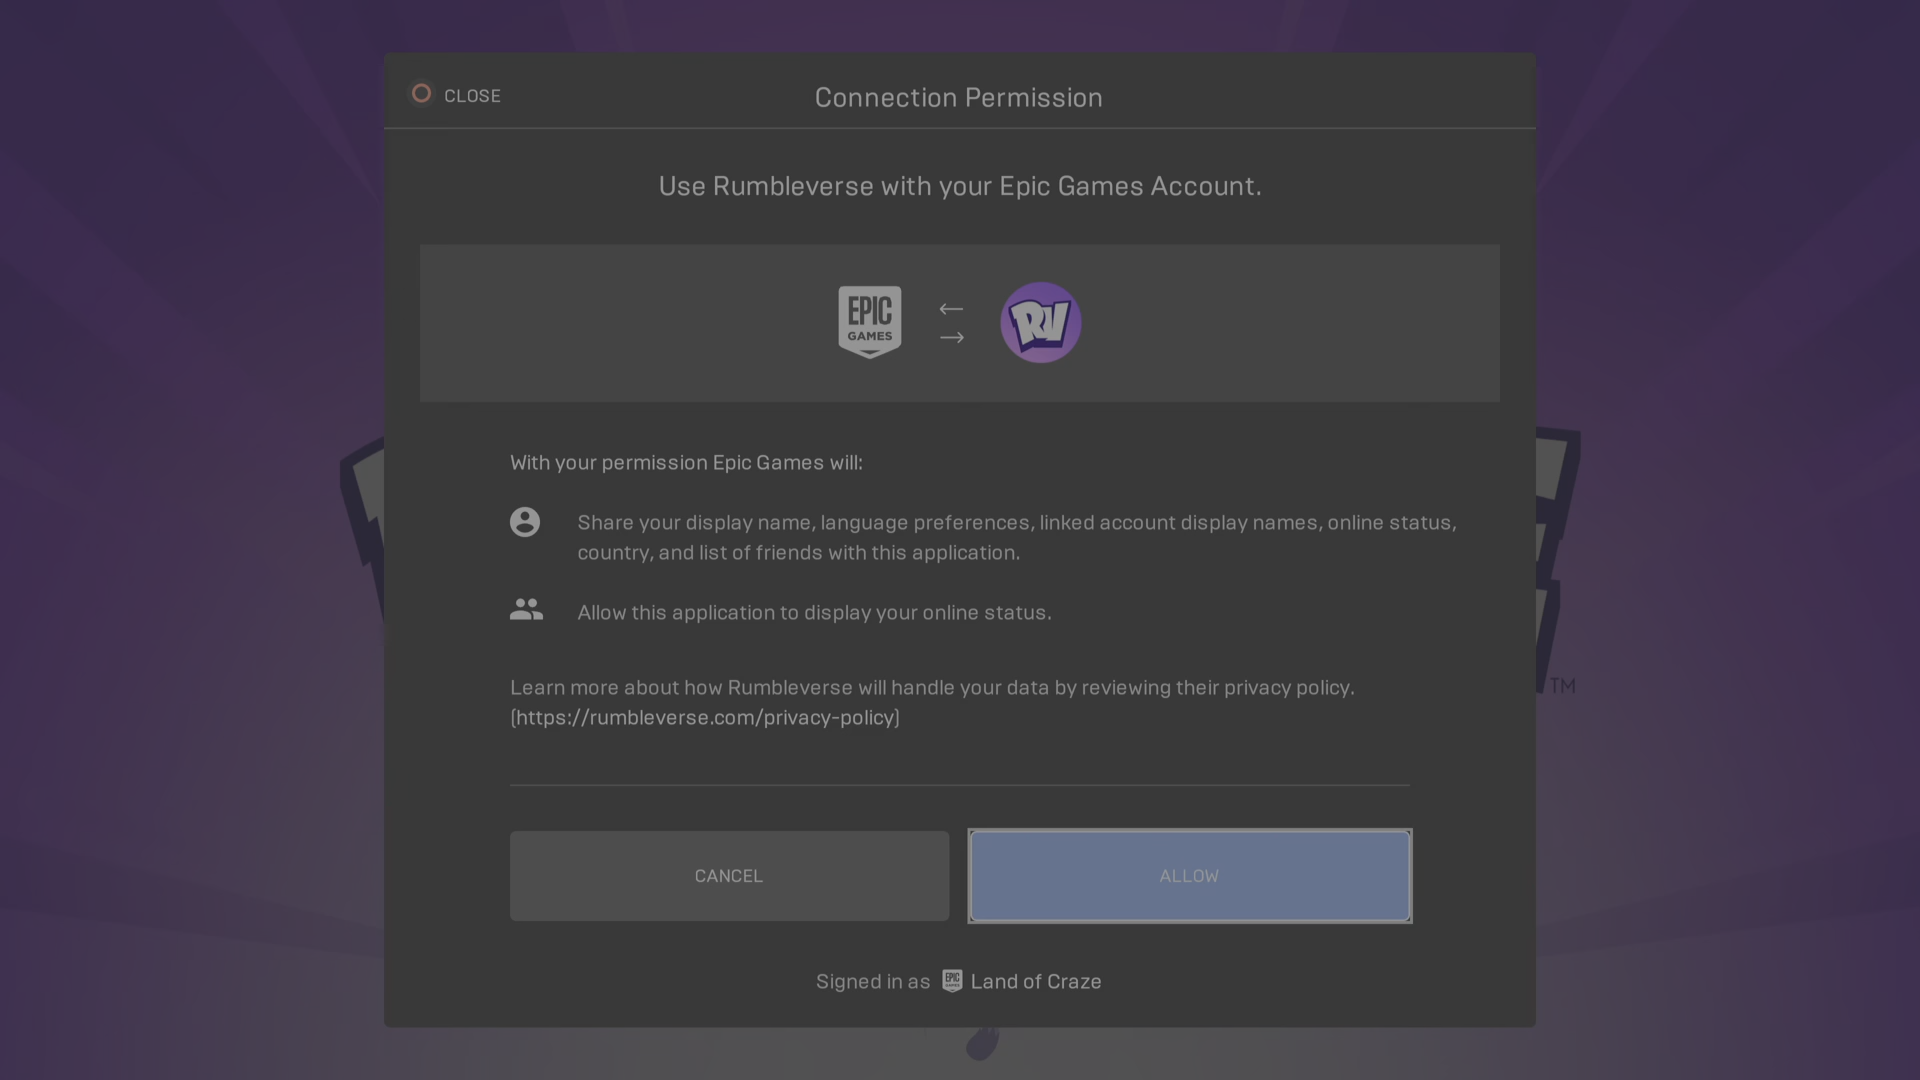 CLOSE
Connection Permission
Use Rumbleverse with your Epic Games Account.
EPIC
GAMES
RV
With your permission Epic Games will:
Share your display name, language preferences, linked account display names, online status,
country, and list of friends with this application.
Allow this application to display your online status.
Learn more about how Rumbleverse will handle your data by reviewing their privacy policy.
(https://rumbleverse.com/privacy-policy)
TM
CANCEL
ALLOW
Signed in as EPIC GAMES Land of Craze